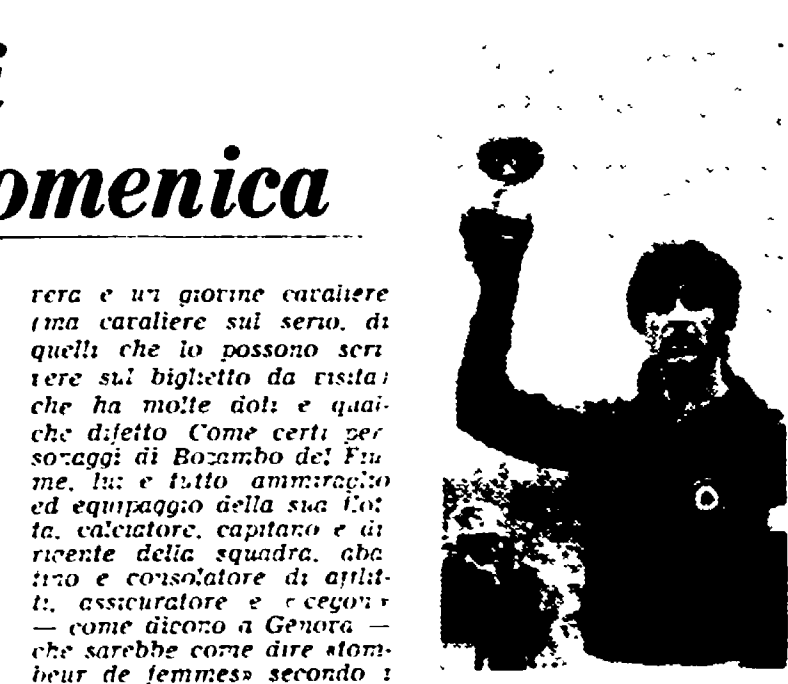 i
omenica
rera e un giovine cavaliere
(ma cavaliere sul serio, di
quelli che lo possono scri
vere sul biglietto da visita)
che ha molte doti e qual-
che difetto Come certi per
sonaggi di Bozambo del Fiu
me, lui e tutto ammiraglio
ed equipaggio della sua flot
ta, calciatore, capitano e di
rigente della squadra,
e consolatore di afflit-
ti, assicuratore e
— come dicono a Genova —
che sarebbe come dire «tom-
beur de femmes» secondo i